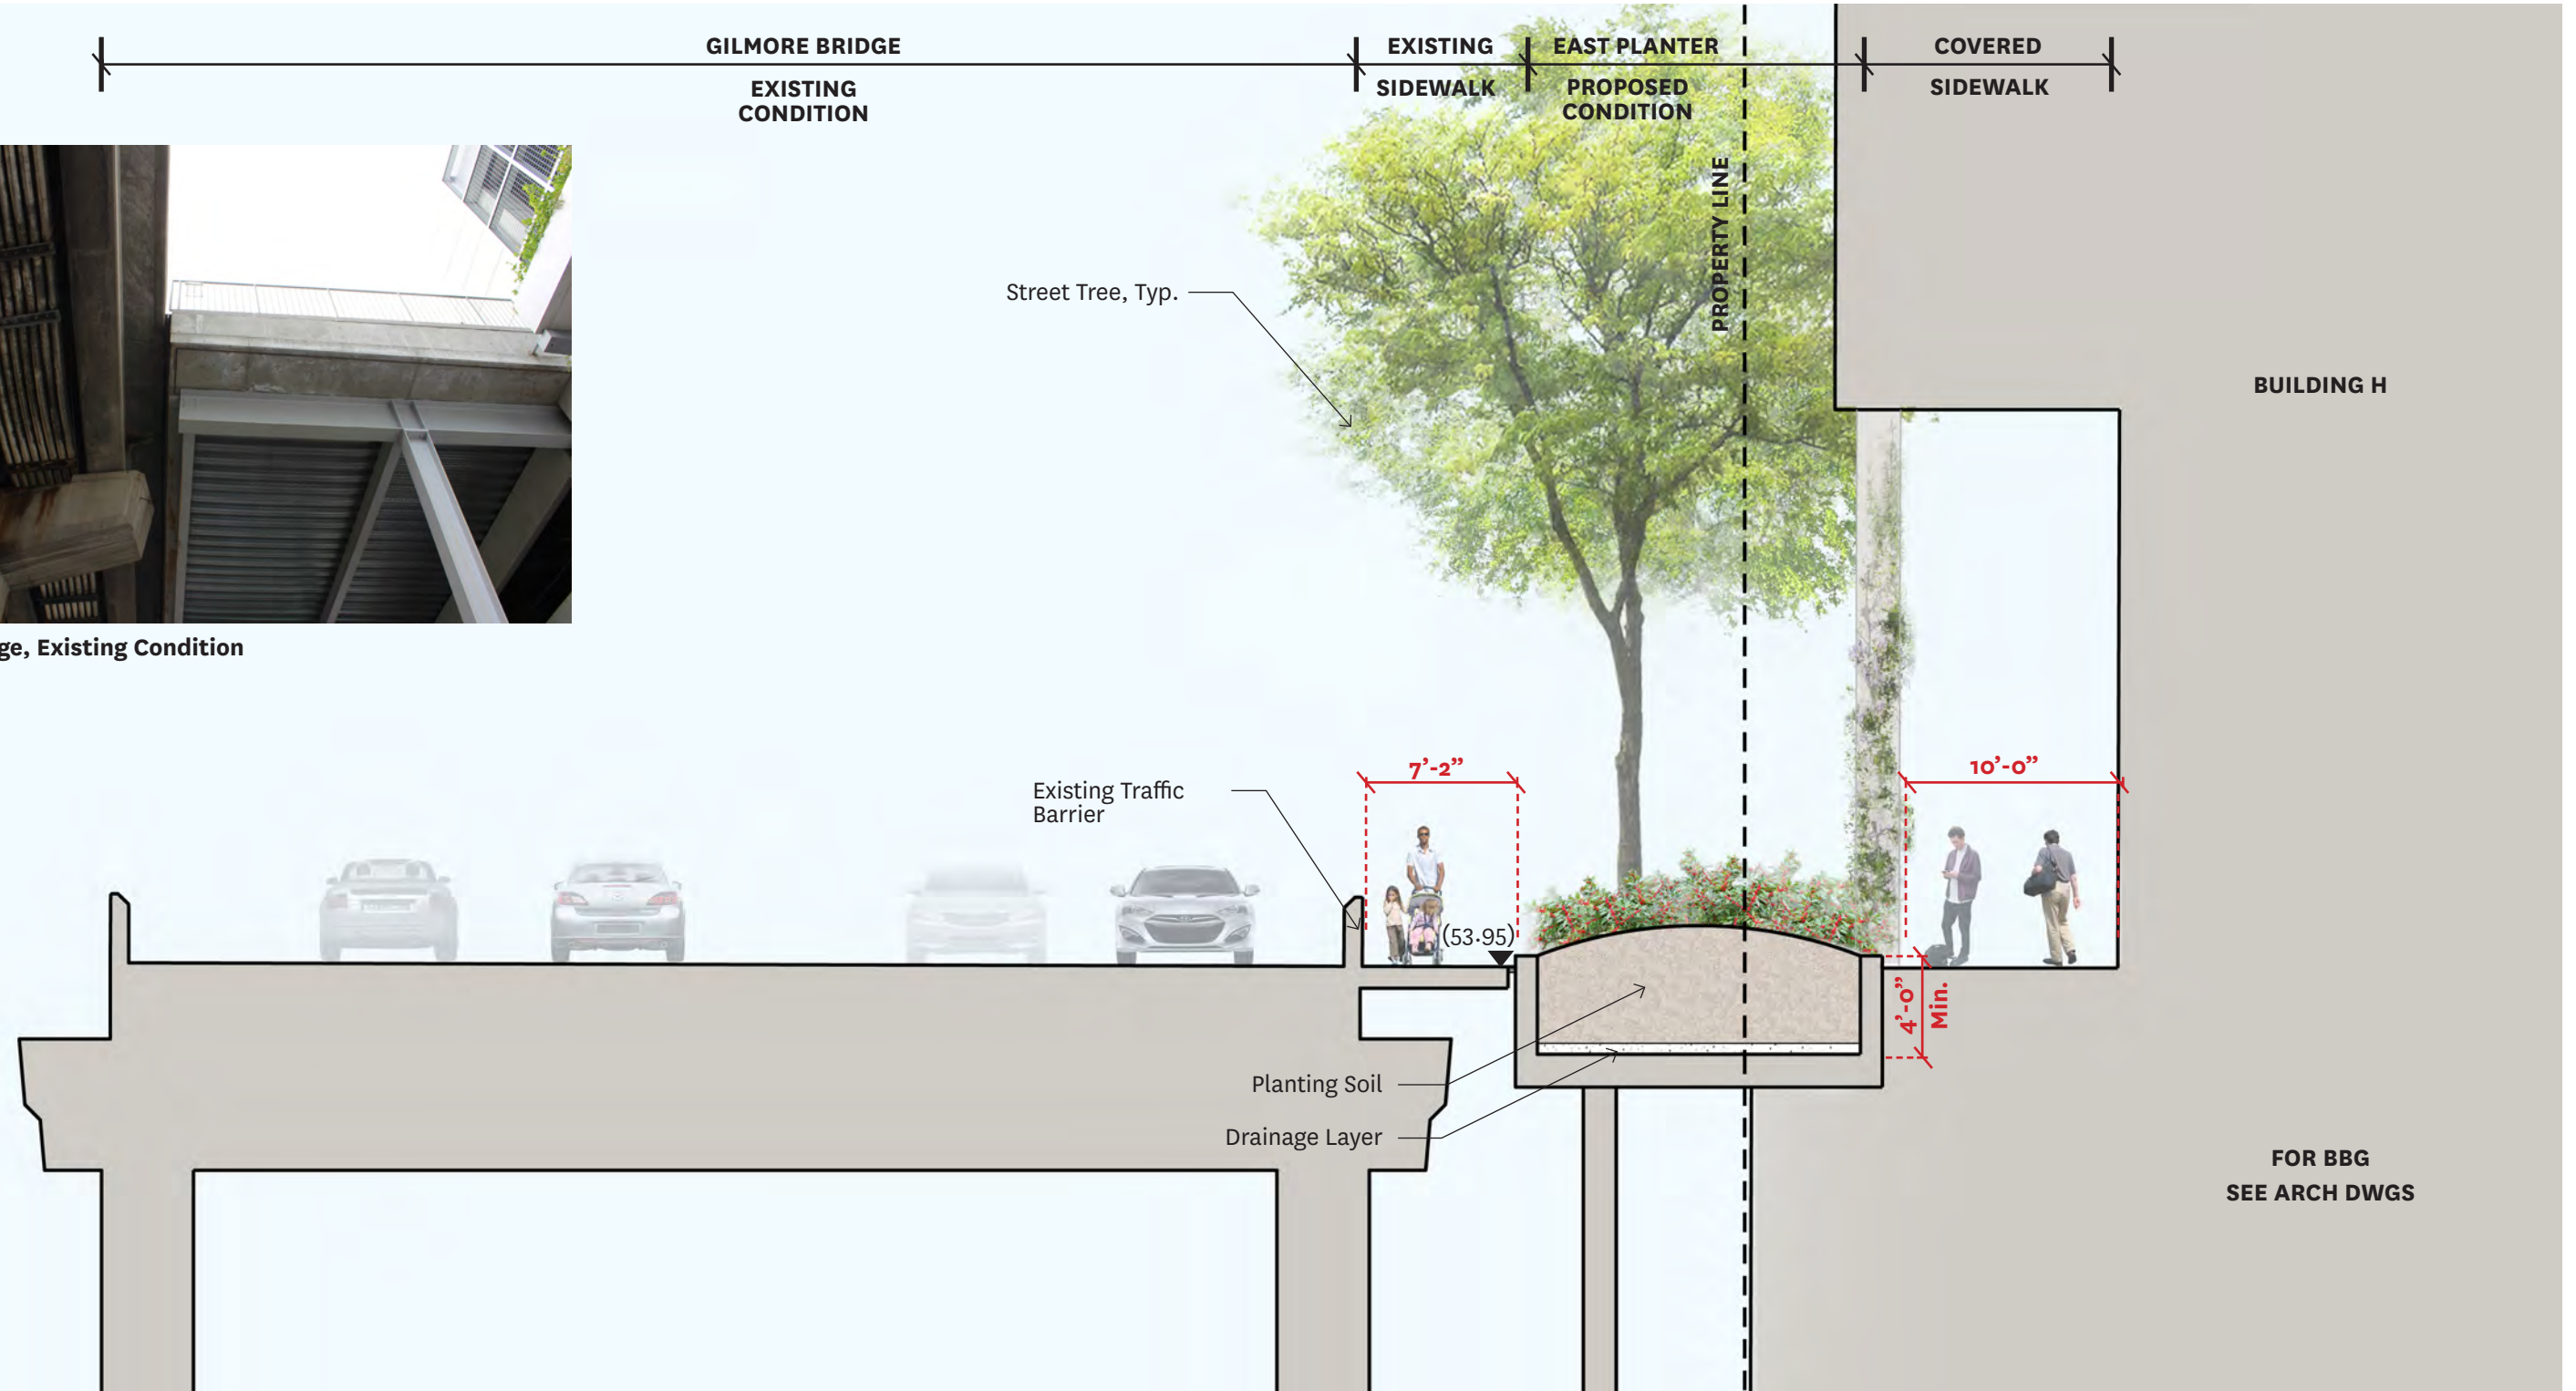 GILMORE BRIDGE
EXISTING
CONDITION
EXISTING
SIDEWALK
EAST PLANTER
PROPOSED
CONDITION
COVERED
SIDEWALK
PROPERTY LINE
Street Tree, Typ.
BUILDING H
ge, Existing Condition
Existing Traffic
Barrier
7’-2”
10’-0”
(53.95)
4’-0”
Min.
Planting Soil
Drainage Layer
FOR BBG
SEE ARCH DWGS